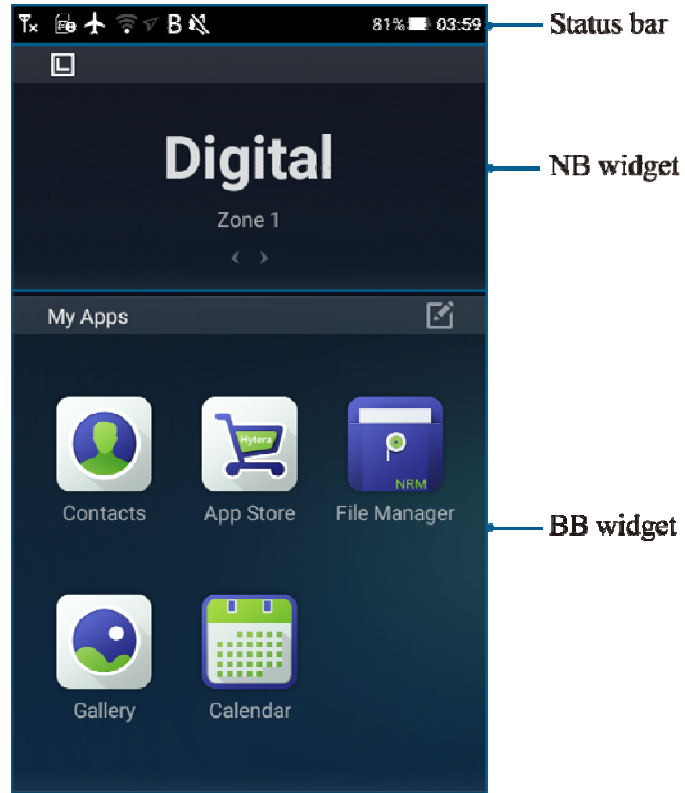 Tx B 81% 03:59 Status bar
L
Digital NB widget
Zone 1
My Apps
Hytera
NRM
Contacts App Store File Manager
BB widget
Gallery Calendar